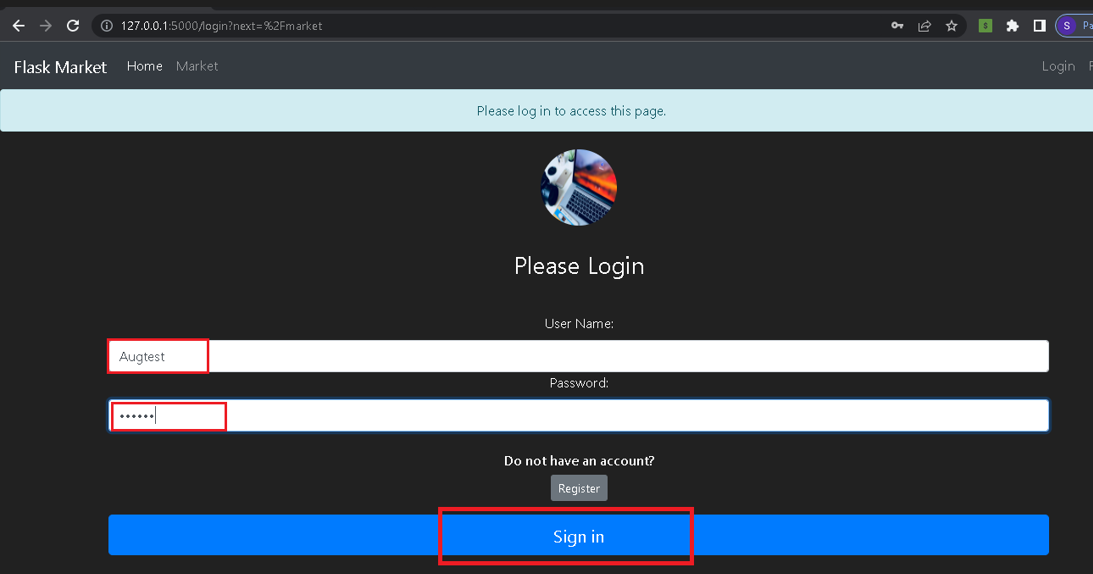 127.0.0.1:5000/login?next=%2Fmarket
S
Flask Market Home Market Login
Please log in to access this page.
Please Login
User Name:
Augtest
Password:
••••••
Do not have an account?
Register
Sign in